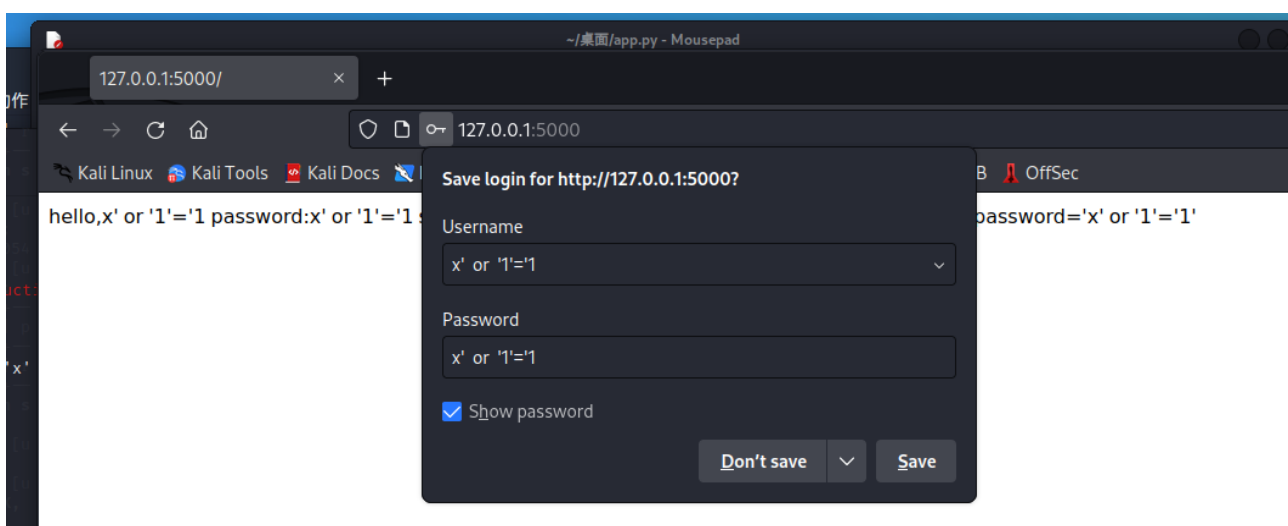 ~/桌面/app.py - Mousepad
127.0.0.1:5000/
作
127.0.0.1:5000
Kali Linux Kali Tools Kali Docs B OffSec
Save login for http://127.0.0.1:5000?
hello,x' or '1'='1 password:x' or '1'='1 password='x' or '1'='1'
Username
x' or '1'='1
Password
x' or '1'='1
'x'
Show password
Don't save Save